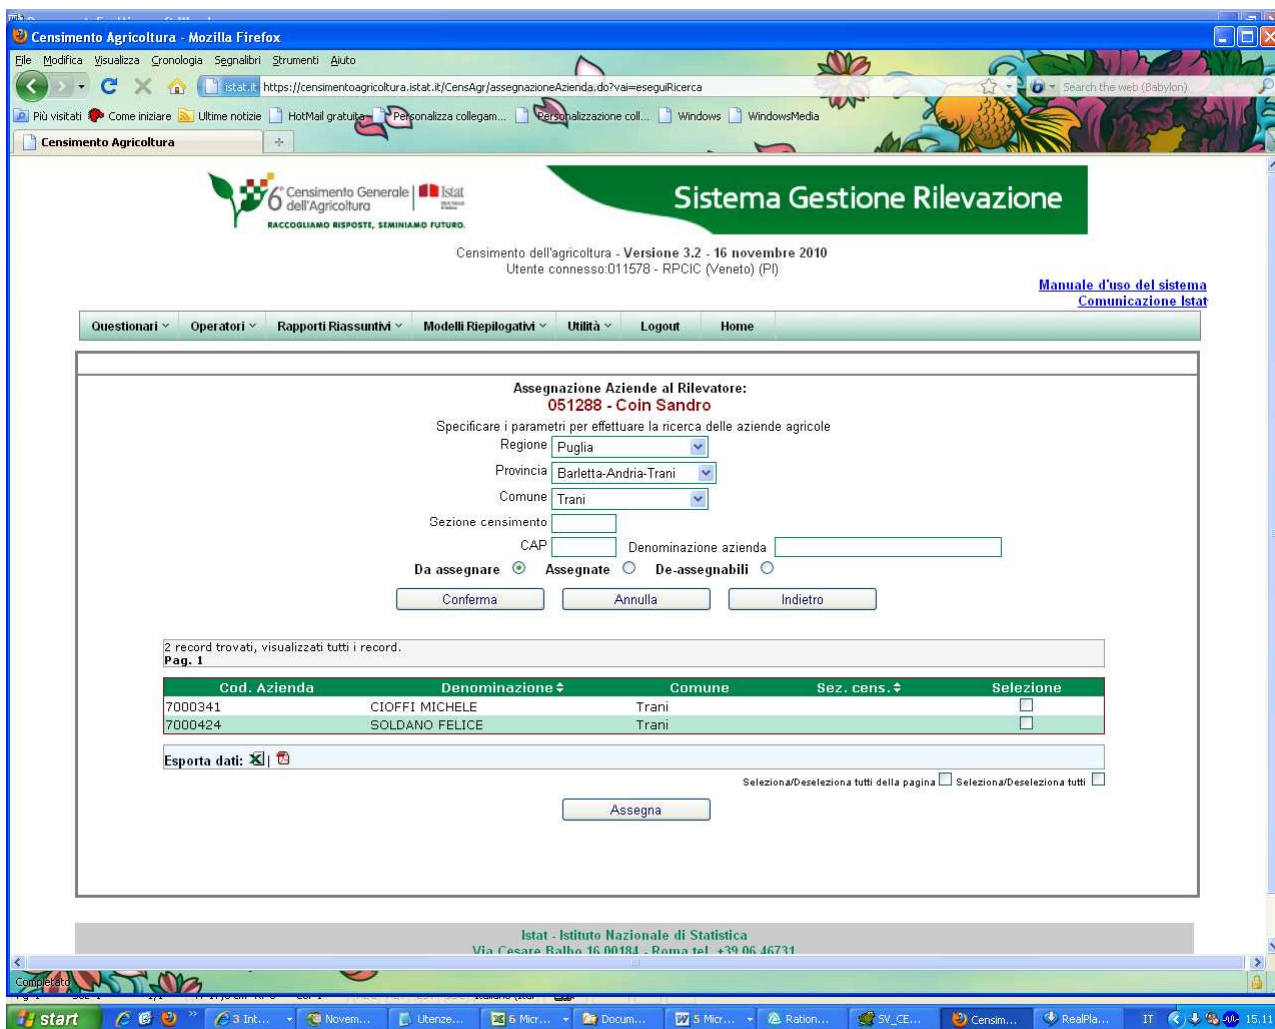 Censimento Agricoltura - Mozilla Firefox
File Modifica Visualizza Cronologia Segnalibri Strumenti Aiuto
istat.it https://censimentoagricoltura.istat.it/CensAgr/assegnazioneAzienda.do?vai=eseguiRicerca
Search the web (Babylon)
Più visitati Come iniziare Ultime notizie HotMail gratuita Personalizza collegam... Personalizzazione coll... Windows WindowsMedia
Censimento Agricoltura
6° Censimento Generale dell'Agricoltura Istat
RACCOGLIAMO RISPOSTE, SEMINIAMO FUTURO.
Sistema Gestione Rilevazione
Censimento dell'agricoltura - Versione 3.2 - 16 novembre 2010
Utente connesso:011578 - RPCIC (Veneto) (PI)
Manuale d'uso del sistema
Comunicazione Istat
Questionari Operatori Rapporti Riassuntivi Modelli Riepilogativi Utilità Logout Home
Assegnazione Aziende al Rilevatore:
051288 - Coin Sandro
Specificare i parametri per effettuare la ricerca delle aziende agricole
Regione Puglia
Provincia Barletta-Andria-Trani
Comune Trani
Sezione censimento
CAP Denominazione azienda
Da assegnare Assegnate De-assegnabili
Conferma Annulla Indietro
2 record trovati, visualizzati tutti i record.
Pag. 1
Cod. Azienda Denominazione Comune Sez. cens. Selezione
7000341 CIOFFI MICHELE Trani
7000424 SOLDANO FELICE Trani
Esporta dati: |
Seleziona/Deseleziona tutti della pagina Seleziona/Deseleziona tutti
Assegna
Istat - Istituto Nazionale di Statistica
Via Cesare Balbo 16 00184 - Roma tel. +39 06 46731
Completato
start 3 Int... Novem... Utenze... 6 Micr... Docum... 5 Micr... Ration... SV_CE... Censim... RealPla... IT 15.11